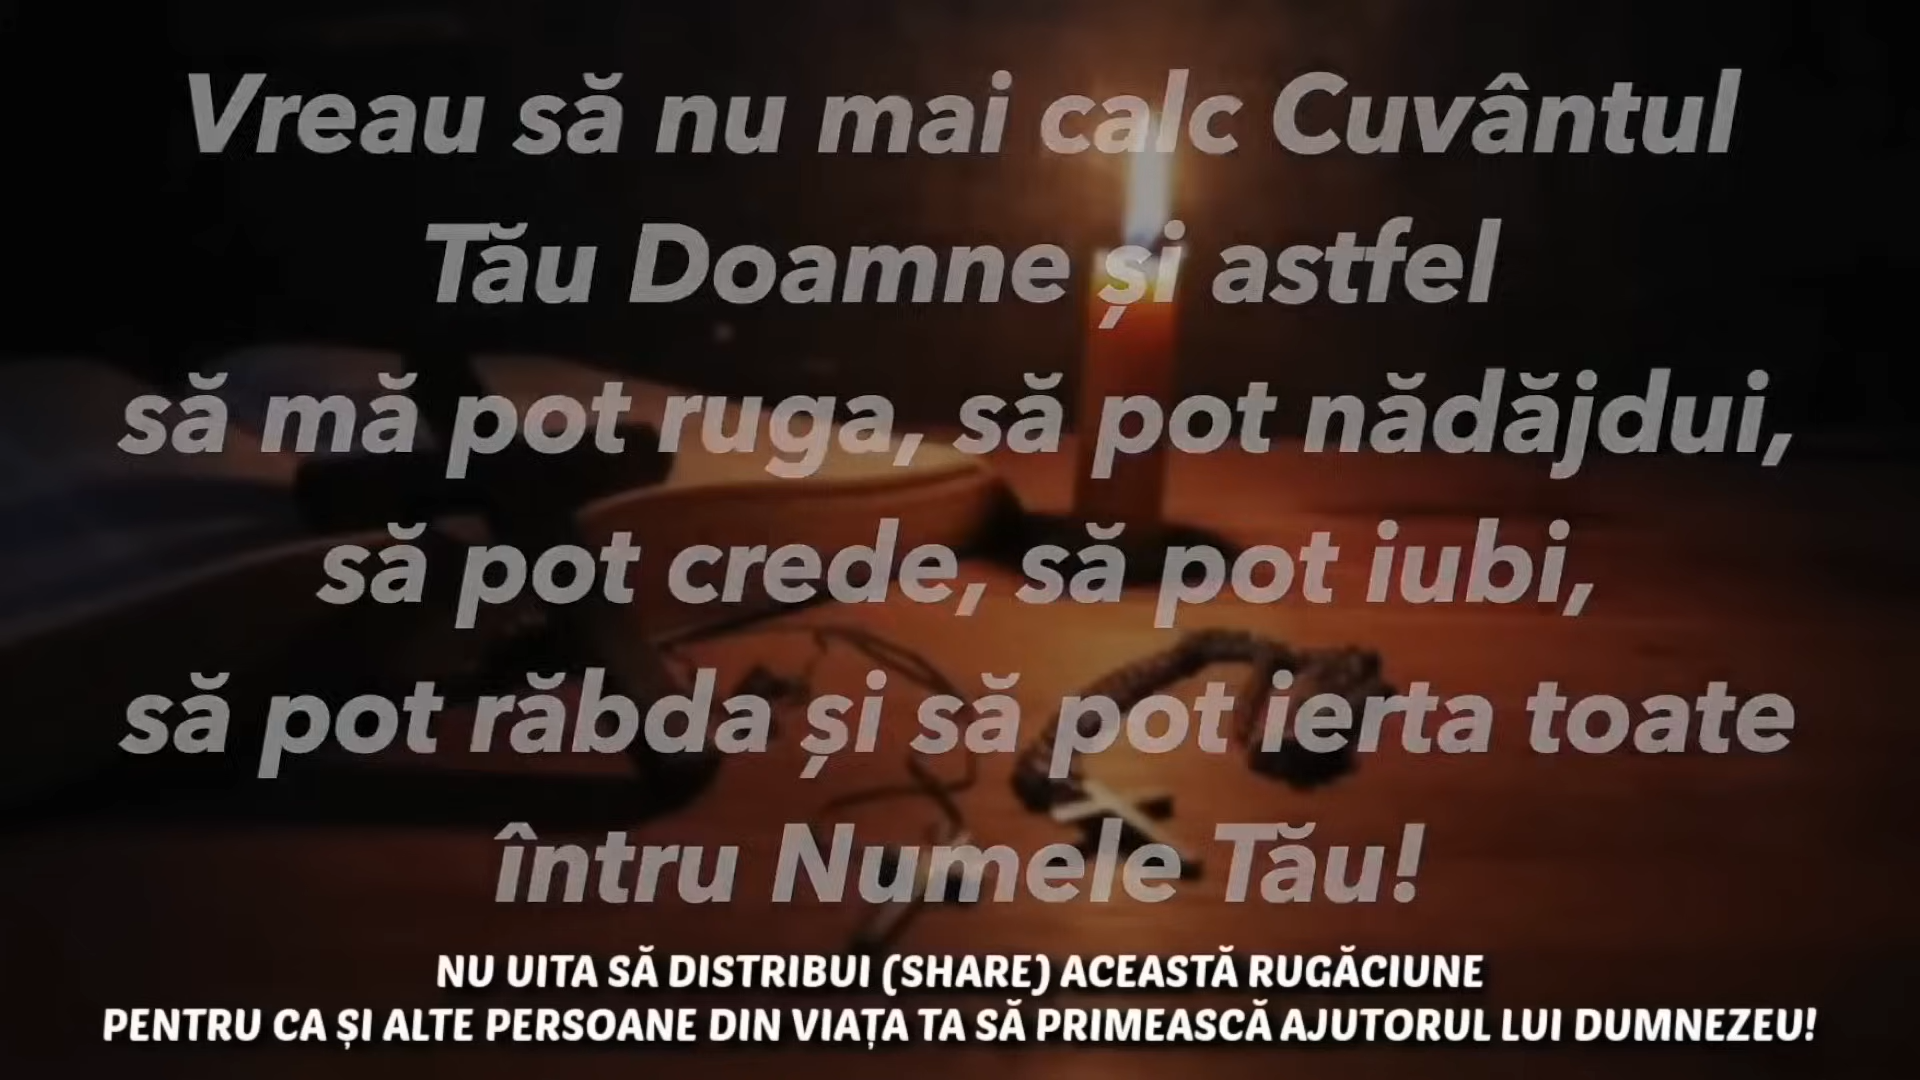 Vreau să nu mai calc Cuvântul
Tău Doamne și astfel
să mă pot ruga, să pot nădăjdui,
să pot crede, să pot iubi,
să pot răbda și să pot ierta toate
întru Numele Tău!
NU UITA SĂ DISTRIBUI (SHARE) ACEASTĂ RUGĂCIUNE
PENTRU CA ȘI ALTE PERSOANE DIN VIAȚA TA SĂ PRIMEASCĂ AJUTORUL LUI DUMNEZEU!